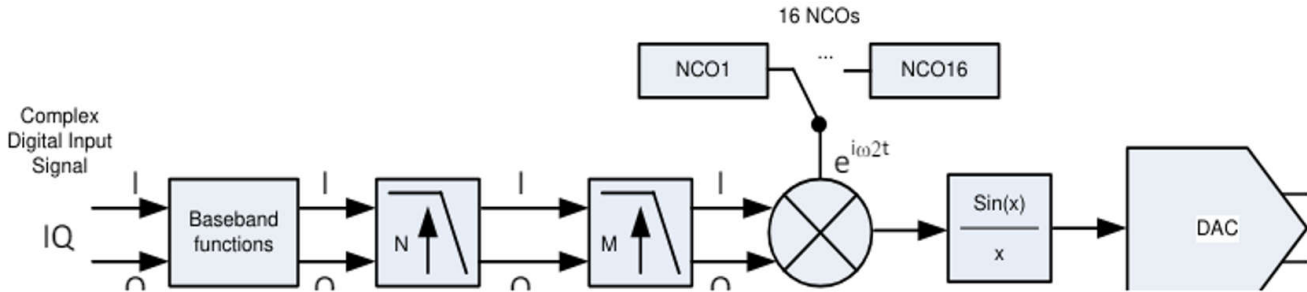 16 NCOs
NCO1
...
NCO16
Complex
Digital Input
Signal
e^iω2t
I
I
I
I
Baseband
functions
N
M
Sin(x)
x
DAC
IQ